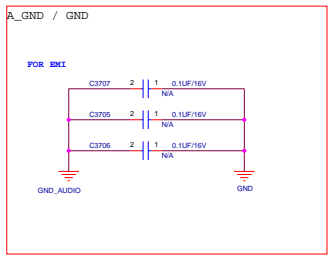 A_GND / GND
FOR EMI
C3707 2 1 0.1UF/16V
N/A
C3705 2 1 0.1UF/16V
N/A
C3706 2 1 0.1UF/16V
N/A
GND_AUDIO GND